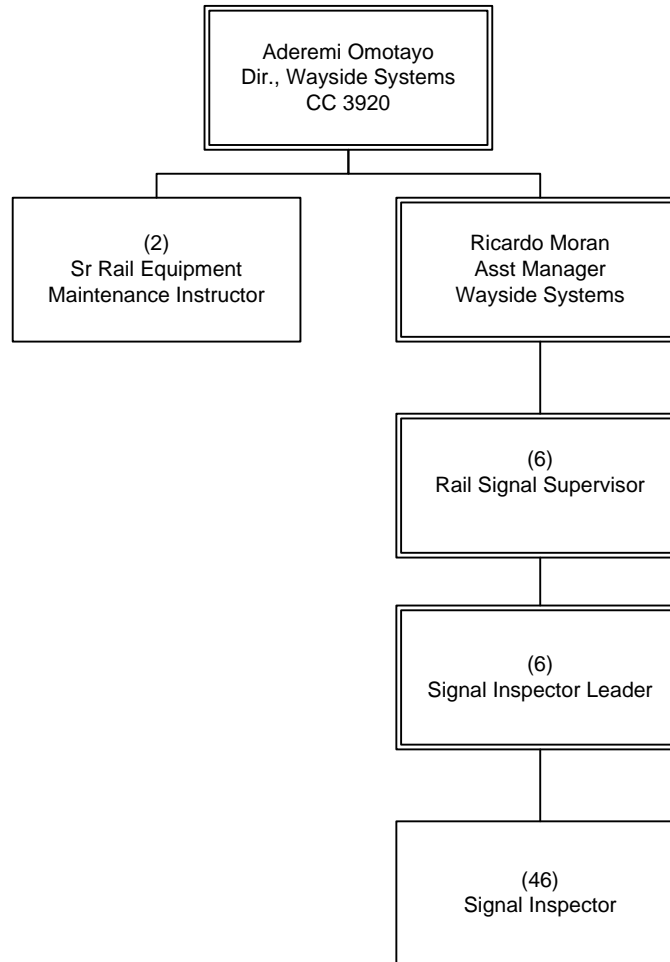 Aderemi Omotayo
Dir., Wayside Systems
CC 3920
(2)
Sr Rail Equipment
Maintenance Instructor
Ricardo Moran
Asst Manager
Wayside Systems
(6)
Rail Signal Supervisor
(6)
Signal Inspector Leader
(46)
Signal Inspector